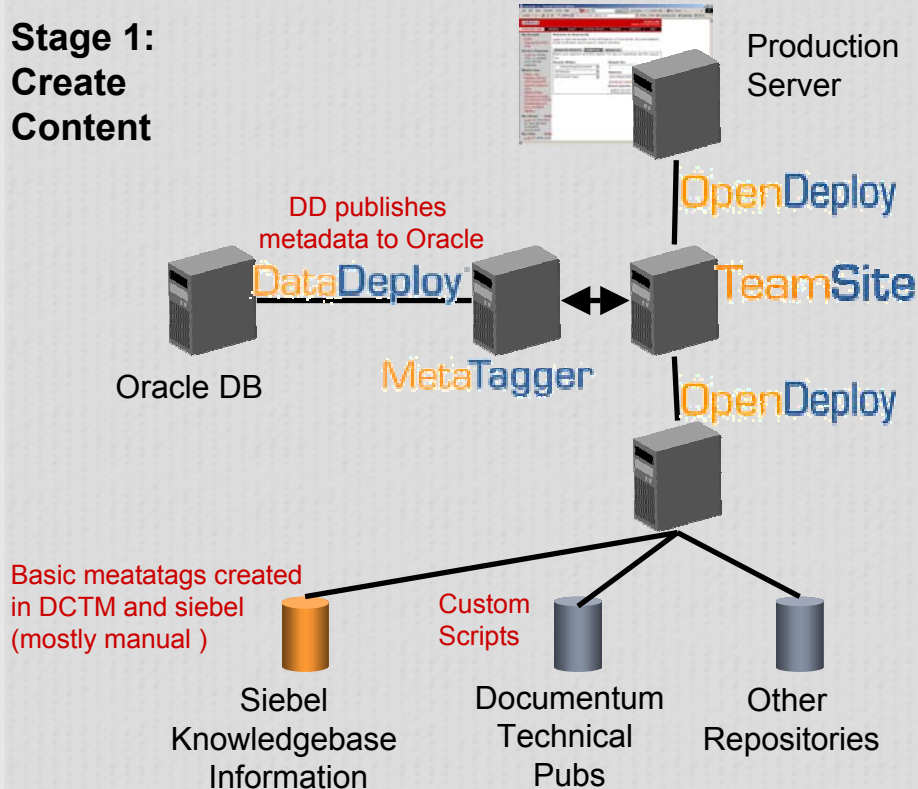 Stage 1:
Create
Content
Production
Server
OpenDeploy
DD publishes
metadata to Oracle
DataDeploy
TeamSite
Oracle DB
MetaTagger
OpenDeploy
Basic meatatags created
in DCTM and siebel
(mostly manual )
Custom
Scripts
Siebel
Knowledgebase
Information
Documentum
Technical
Pubs
Other
Repositories